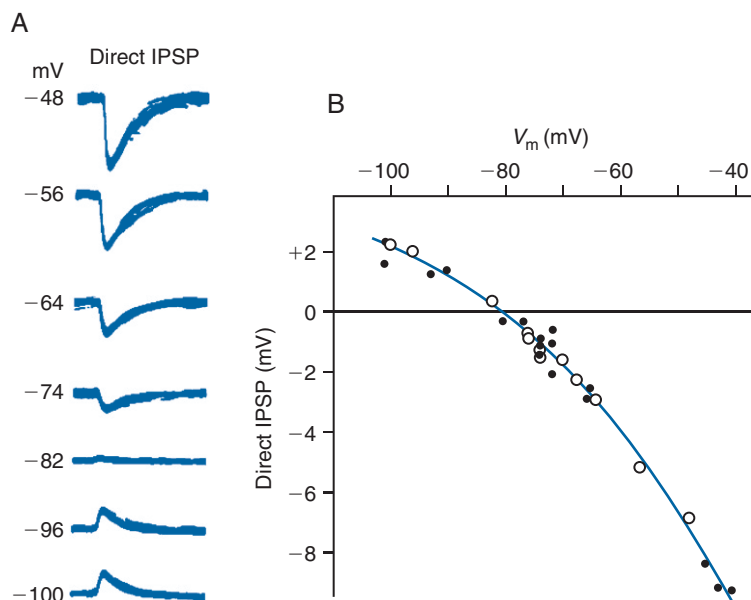 A
Direct IPSP
mV
−48
−56
−64
−74
−82
−96
−100
B
Vm (mV)
−100 −80 −60 −40
+2
0
−2
−4
−6
−8
Direct IPSP (mV)